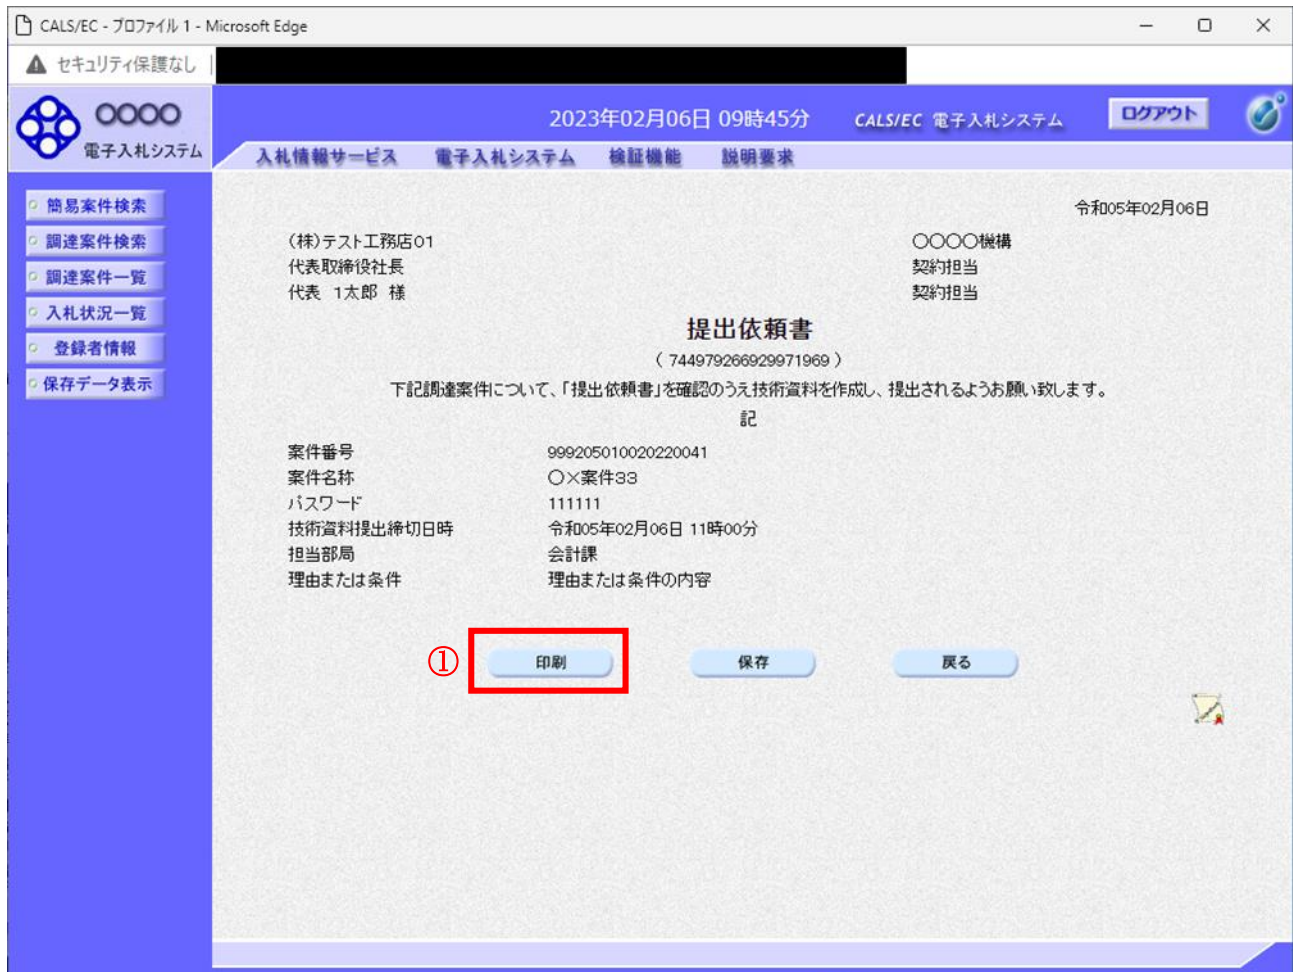 CALS/EC - プロファイル 1 - Microsoft Edge
セキュリティ保護なし
〇〇〇〇
電子入札システム
2023年02月06日 09時45分
CALS/EC 電子入札システム
ログアウト
入札情報サービス 電子入札システム 検証機能 説明要求
簡易案件検索
調達案件検索
調達案件一覧
入札状況一覧
登録者情報
保存データ表示
令和05年02月06日
(株)テスト工務店01
代表取締役社長
代表 1太郎 様
〇〇〇〇機構
契約担当
契約担当
提出依頼書
( 744979266929971969 )
下記調達案件について、「提出依頼書」を確認のうえ技術資料を作成し、提出されるようお願い致します。
記
案件番号 999205010020220041
案件名称 〇×案件33
パスワード 111111
技術資料提出締切日時 令和05年02月06日 11時00分
担当部局 会計課
理由または条件 理由または条件の内容
① 印刷 保存 戻る